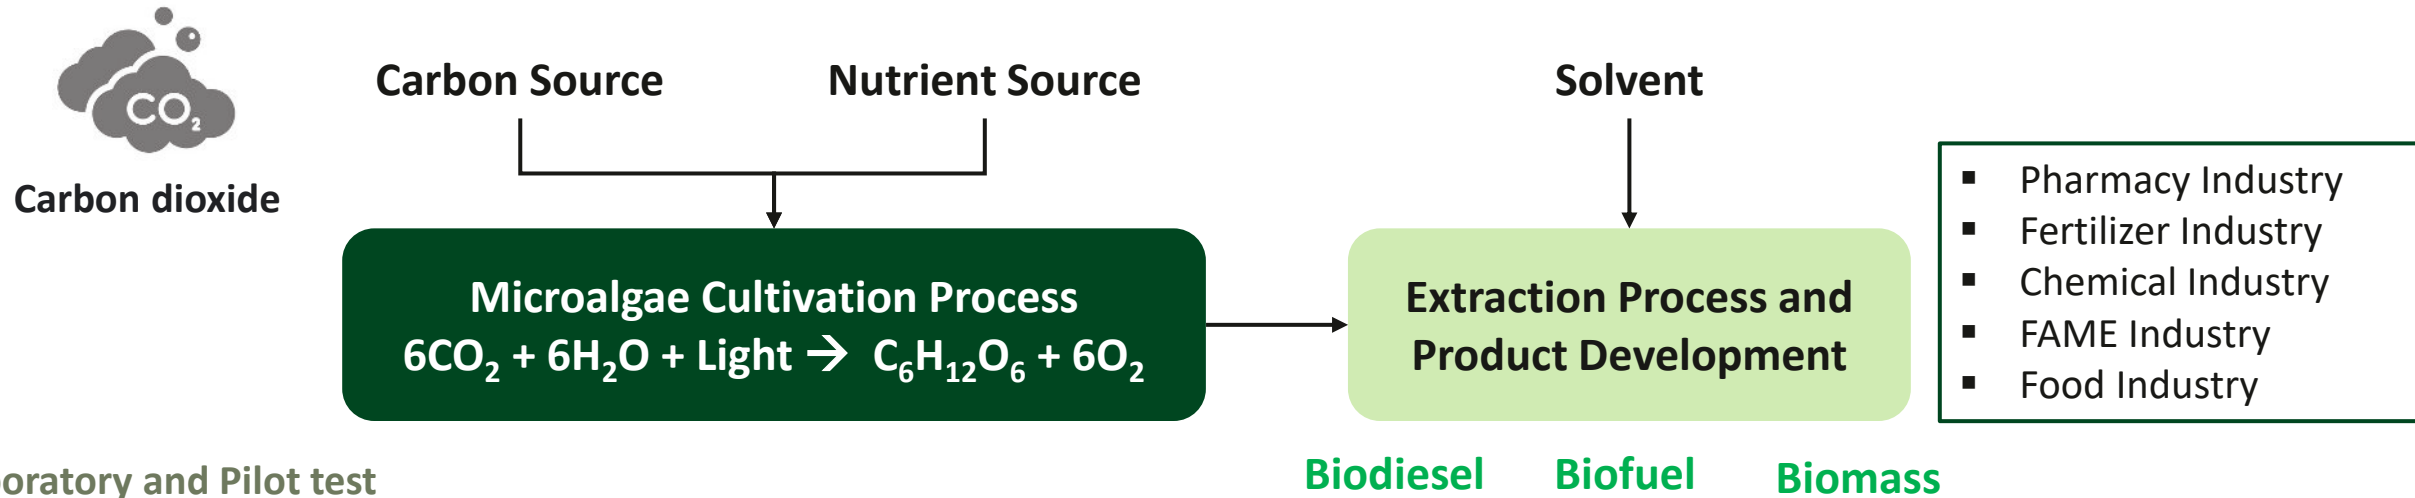 CO₂
Carbon dioxide
Carbon Source
Nutrient Source
Solvent
Microalgae Cultivation Process
6CO₂ + 6H₂O + Light → C₆H₁₂O₆ + 6O₂
Extraction Process and
Product Development
▪ Pharmacy Industry
▪ Fertilizer Industry
▪ Chemical Industry
▪ FAME Industry
▪ Food Industry
oratory and Pilot test
Biodiesel
Biofuel
Biomass